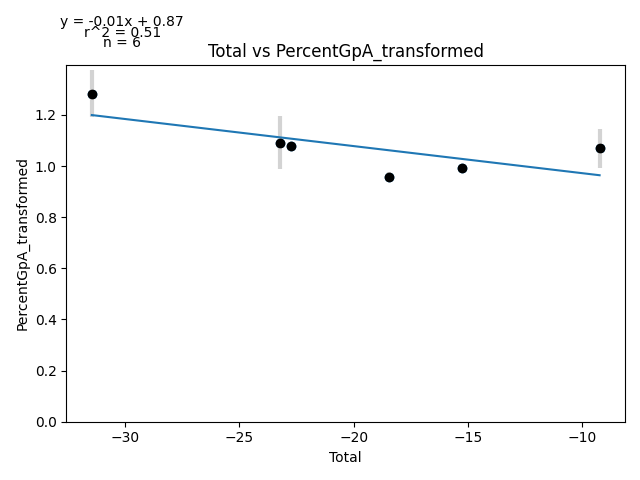 y = -0.01x + 0.87
r^2 = 0.51
n = 6
Total vs PercentGpA_transformed
PercentGpA_transformed
1.2
1.0
0.8
0.6
0.4
0.2
0.0
−30
−25
−20
−15
−10
Total